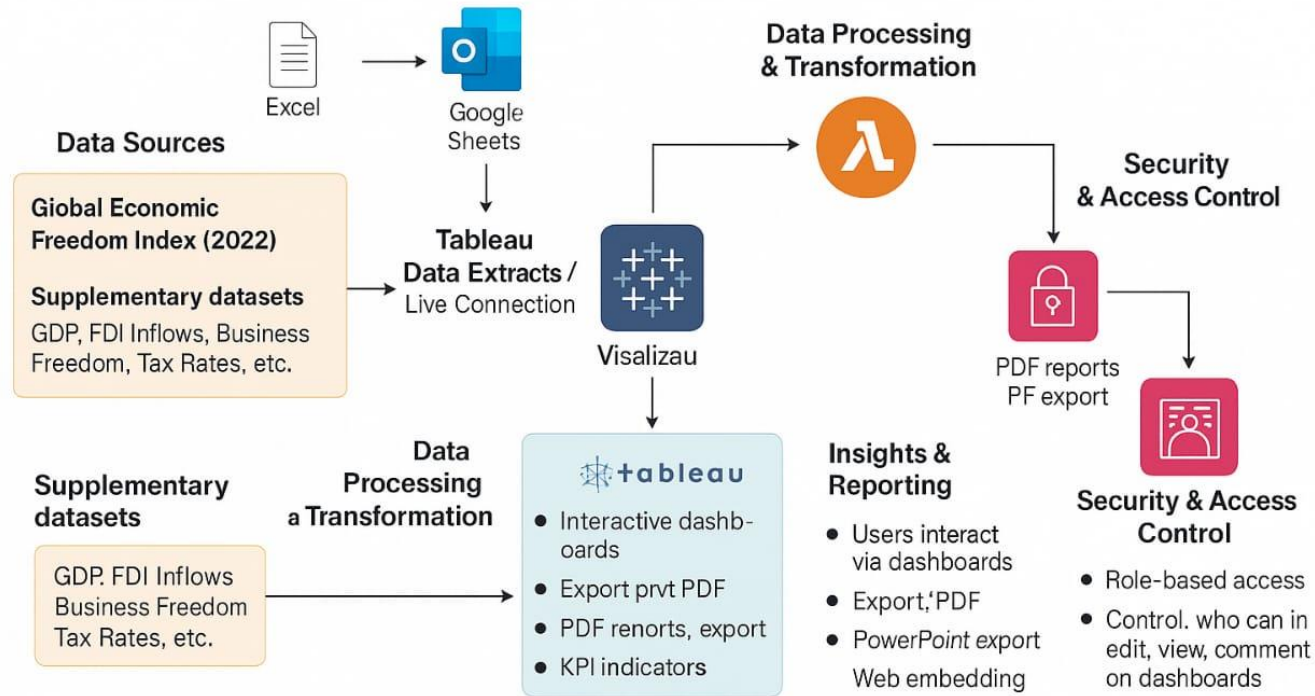 Excel
Google
Sheets
Data Processing
& Transformation
Data Sources
Giobal Economic
Freedom Index (2022)
Supplementary datasets
GDP, FDI Inflows, Business
Freedom, Tax Rates, etc.
Tableau
Data Extracts /
Live Connection
Visalizau
Security
& Access Control
PDF reports
PF export
Supplementary
datasets
GDP. FDI Inflows
Business Freedom
Tax Rates, etc.
Data
Processing
a Transformation
tableau
• Interactive dashb-
oards
• Export prvt PDF
• PDF renorts, export
• KPI indicators
Insights &
Reporting
• Users interact
via dashboards
• Export,‘PDF
• PowerPoint export
Web embedding
Security & Access
Control
• Role-based access
• Control. who can in
edit, view, comment
on dashboards